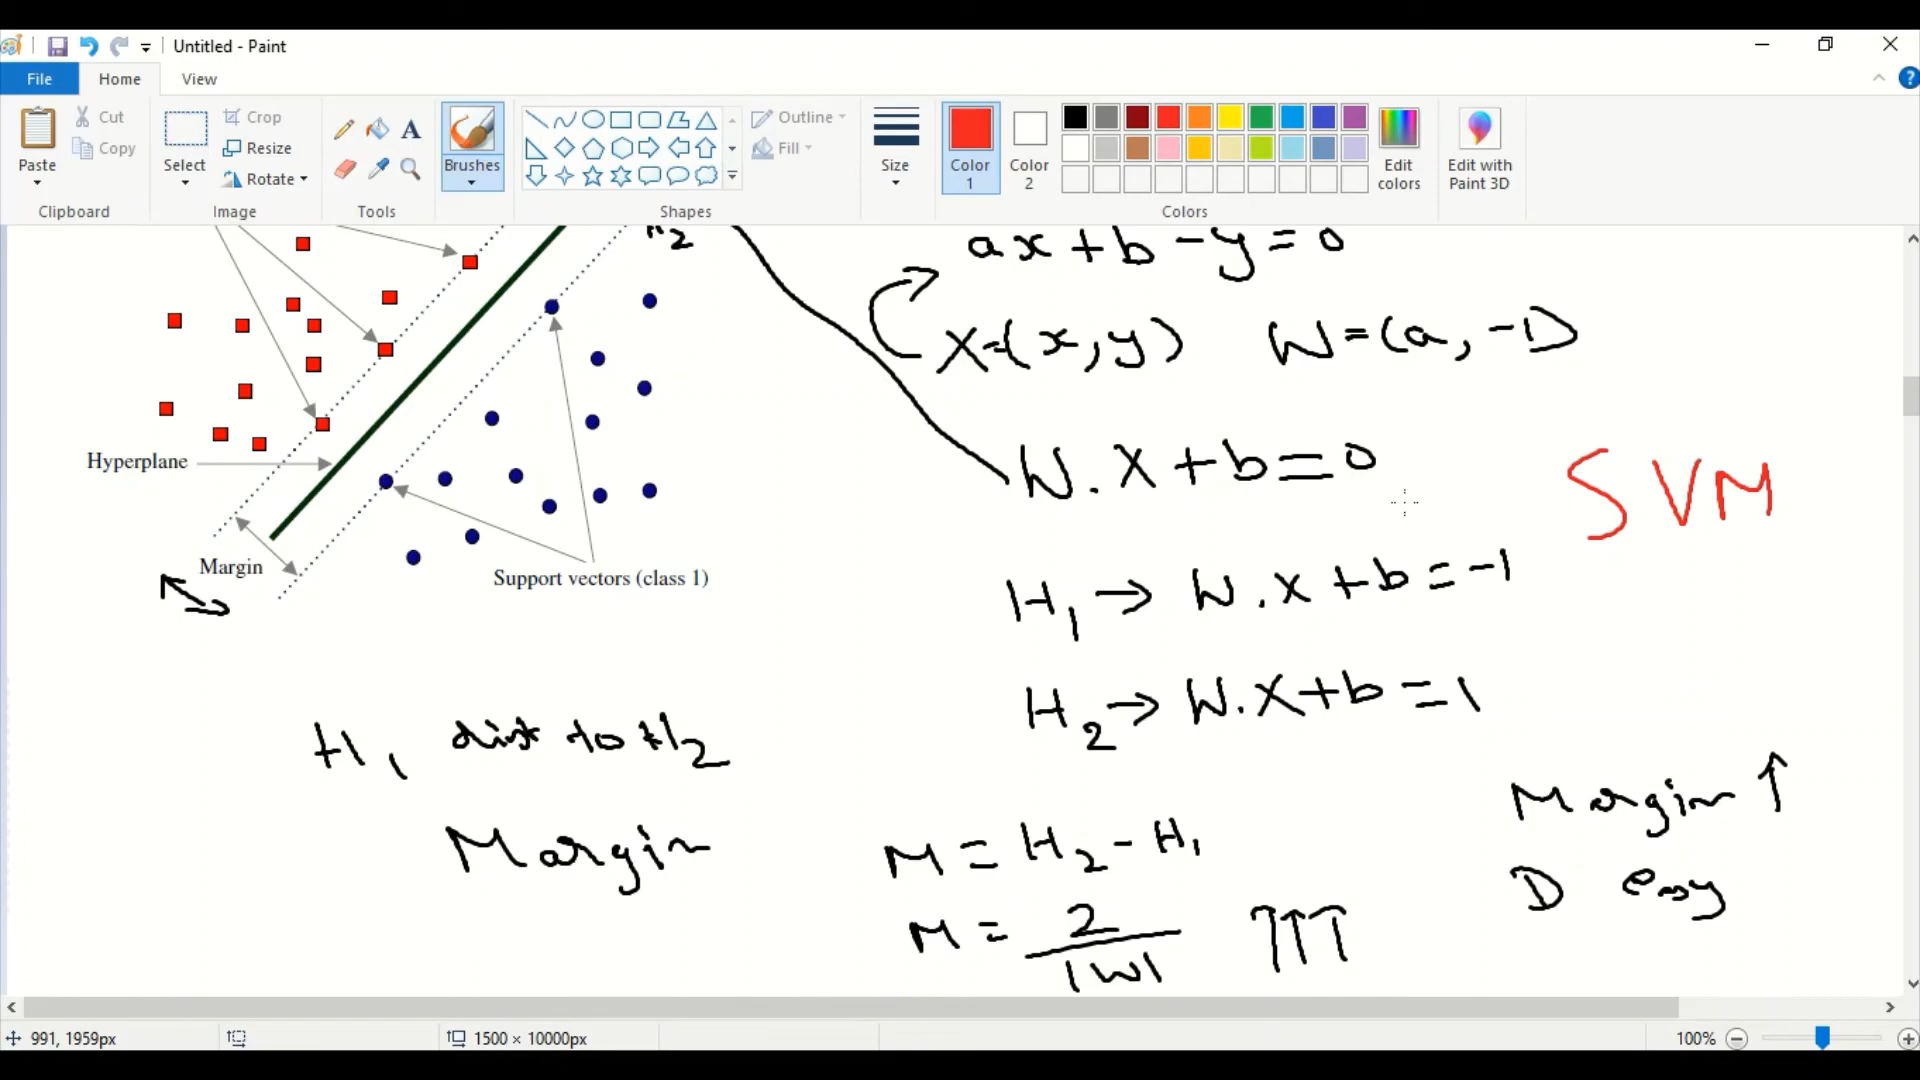 Untitled - Paint
File
Home
View
Paste
Cut
Copy
Clipboard
Select
Crop
Resize
Rotate
Image
Tools
Brushes
Outline
Fill
Shapes
Size
Color 1
Color 2
Edit colors
Edit with Paint 3D
Colors
H2
ax + b - y = 0
X=(x,y) W=(a,-1)
W.X+b=0
SVM
Hyperplane
Margin
Support vectors (class 1)
H1 → W.X+b=-1
H2 → W.X+b=1
H1 dist to H2
Margin
Margin ↑
D easy
M = H2 - H1
M = 2/|W| ↑↑↑
991, 1959px
1500 × 10000px
100%